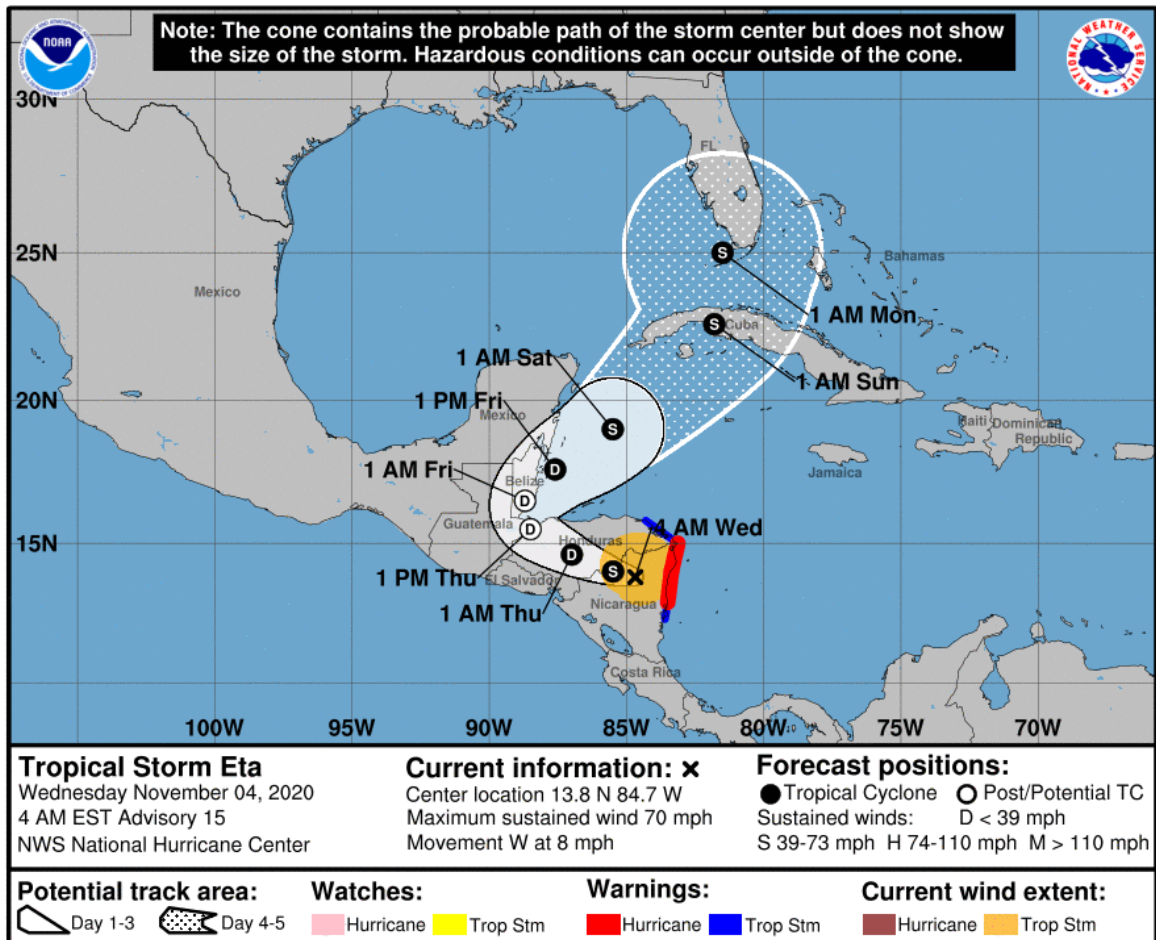 Note: The cone contains the probable path of the storm center but does not show
the size of the storm. Hazardous conditions can occur outside of the cone.
NOAA
NATIONAL WEATHER SERVICE
30N
FL
25N
Bahamas
Mexico
1 AM Mon
Cuba
1 AM Sat
1 AM Sun
20N
1 PM Fri
Mexico
Haiti
Dominican
Republic
Jamaica
1 AM Fri
Belize
Guatemala
4 AM Wed
15N
Honduras
1 PM Thu
El Salvador
1 AM Thu
Nicaragua
Costa Rica
S
S
S
D
D
D
D
S
100W
95W
90W
85W
80W
75W
70W
Tropical Storm Eta
Wednesday November 04, 2020
4 AM EST Advisory 15
NWS National Hurricane Center
Current information: x
Center location 13.8 N 84.7 W
Maximum sustained wind 70 mph
Movement W at 8 mph
Forecast positions:
Tropical Cyclone Post/Potential TC
Sustained winds: D < 39 mph
S 39-73 mph H 74-110 mph M > 110 mph
Potential track area:
Day 1-3 Day 4-5
Watches:
Hurricane Trop Stm
Warnings:
Hurricane Trop Stm
Current wind extent:
Hurricane Trop Stm